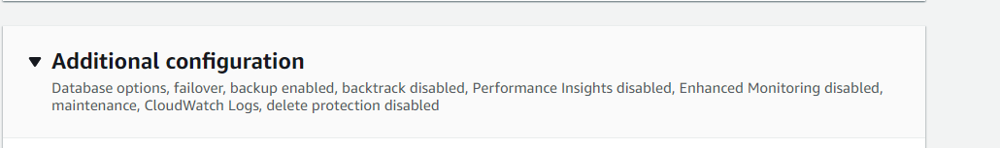 Additional configuration
Database options, failover, backup enabled, backtrack disabled, Performance Insights disabled, Enhanced Monitoring disabled,
maintenance, CloudWatch Logs, delete protection disabled